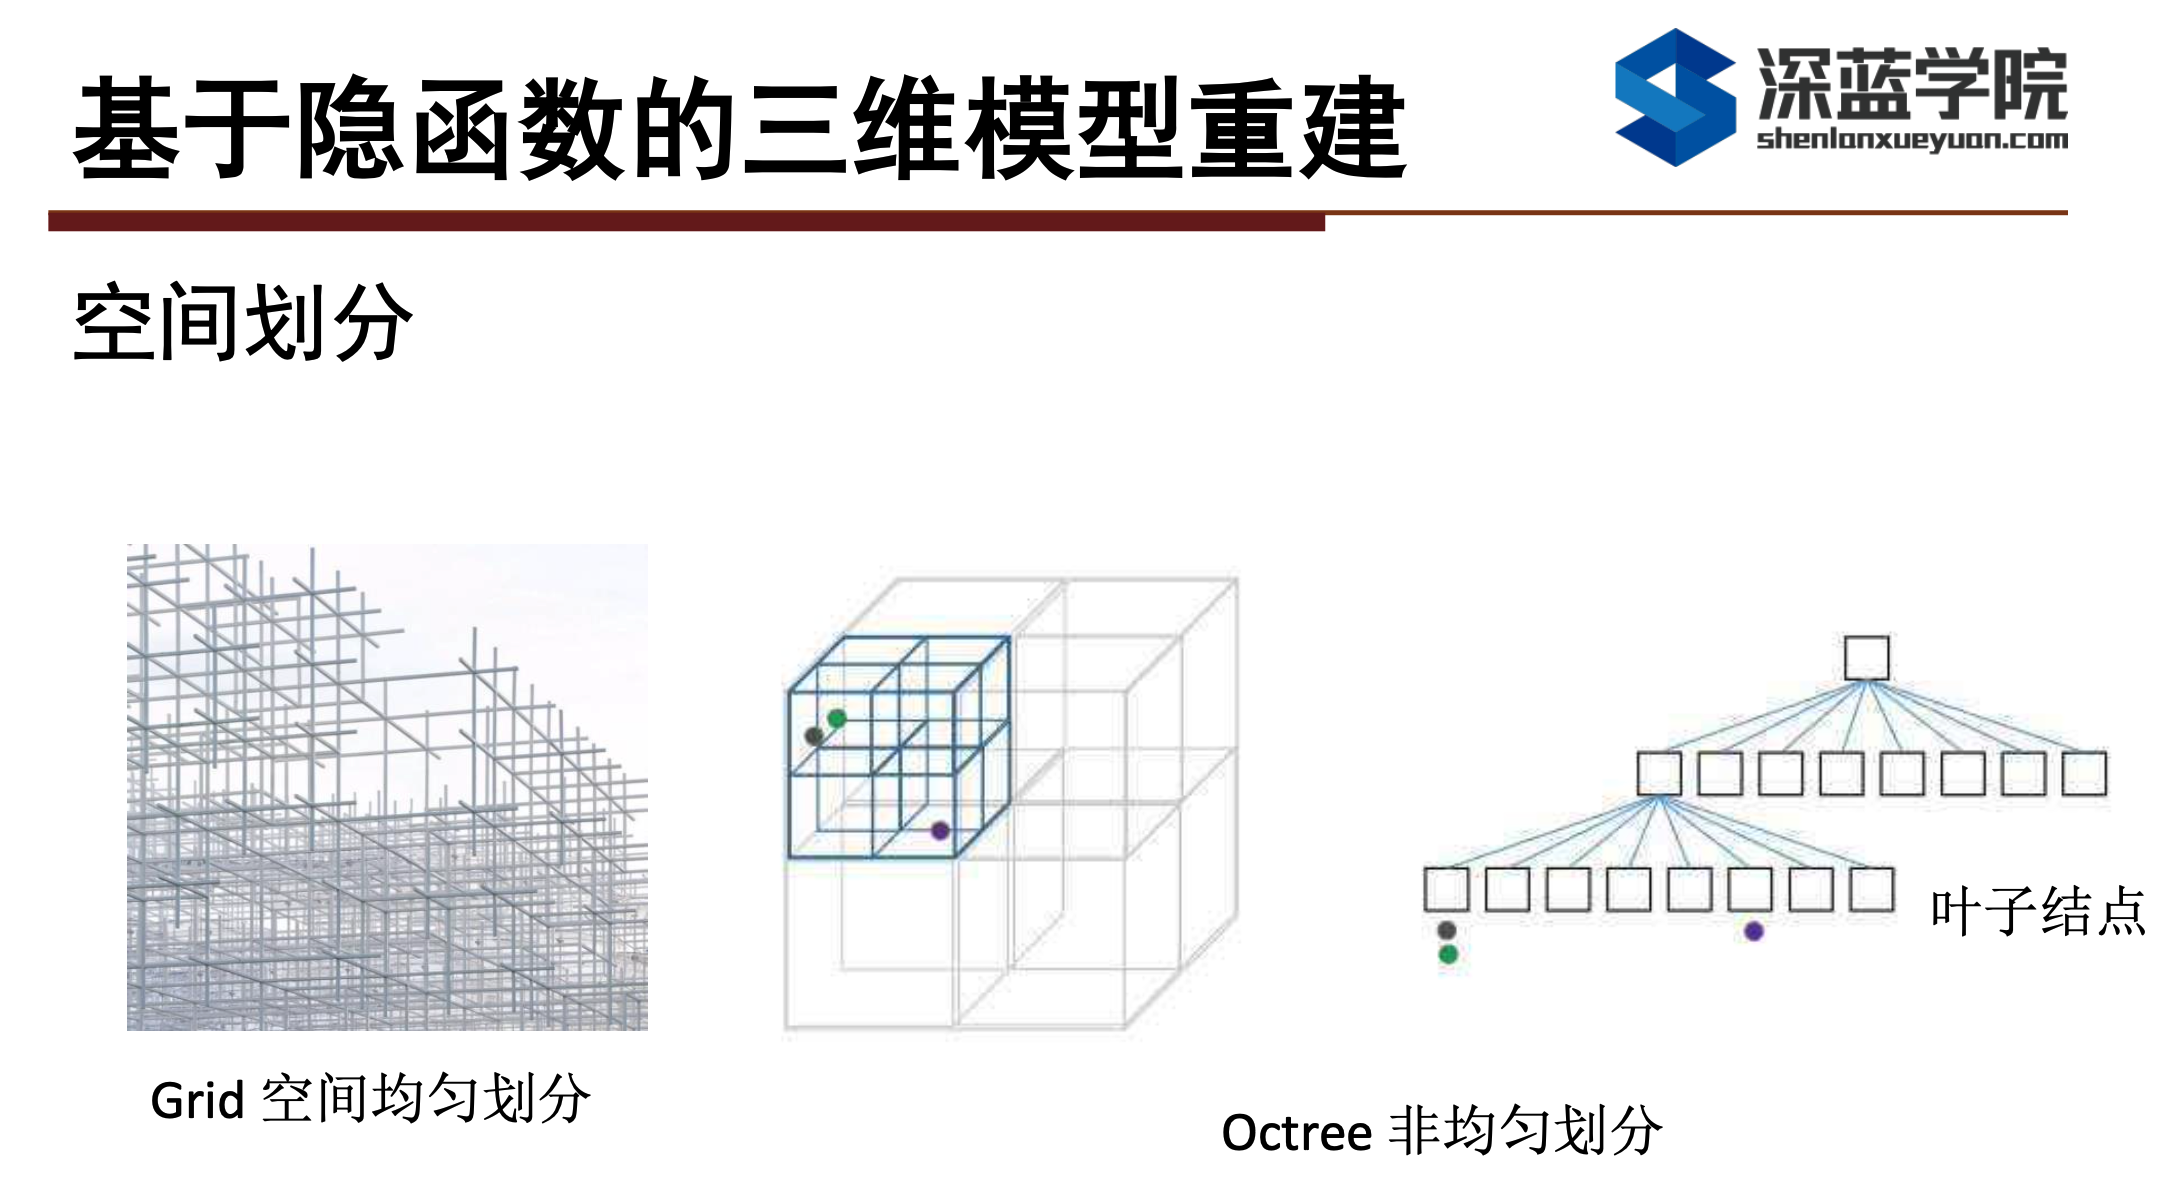 基于隐函数的三维模型重建
深蓝学院
shenlanxueyuan.com
空间划分
叶子结点
Grid 空间均匀划分
Octree 非均匀划分